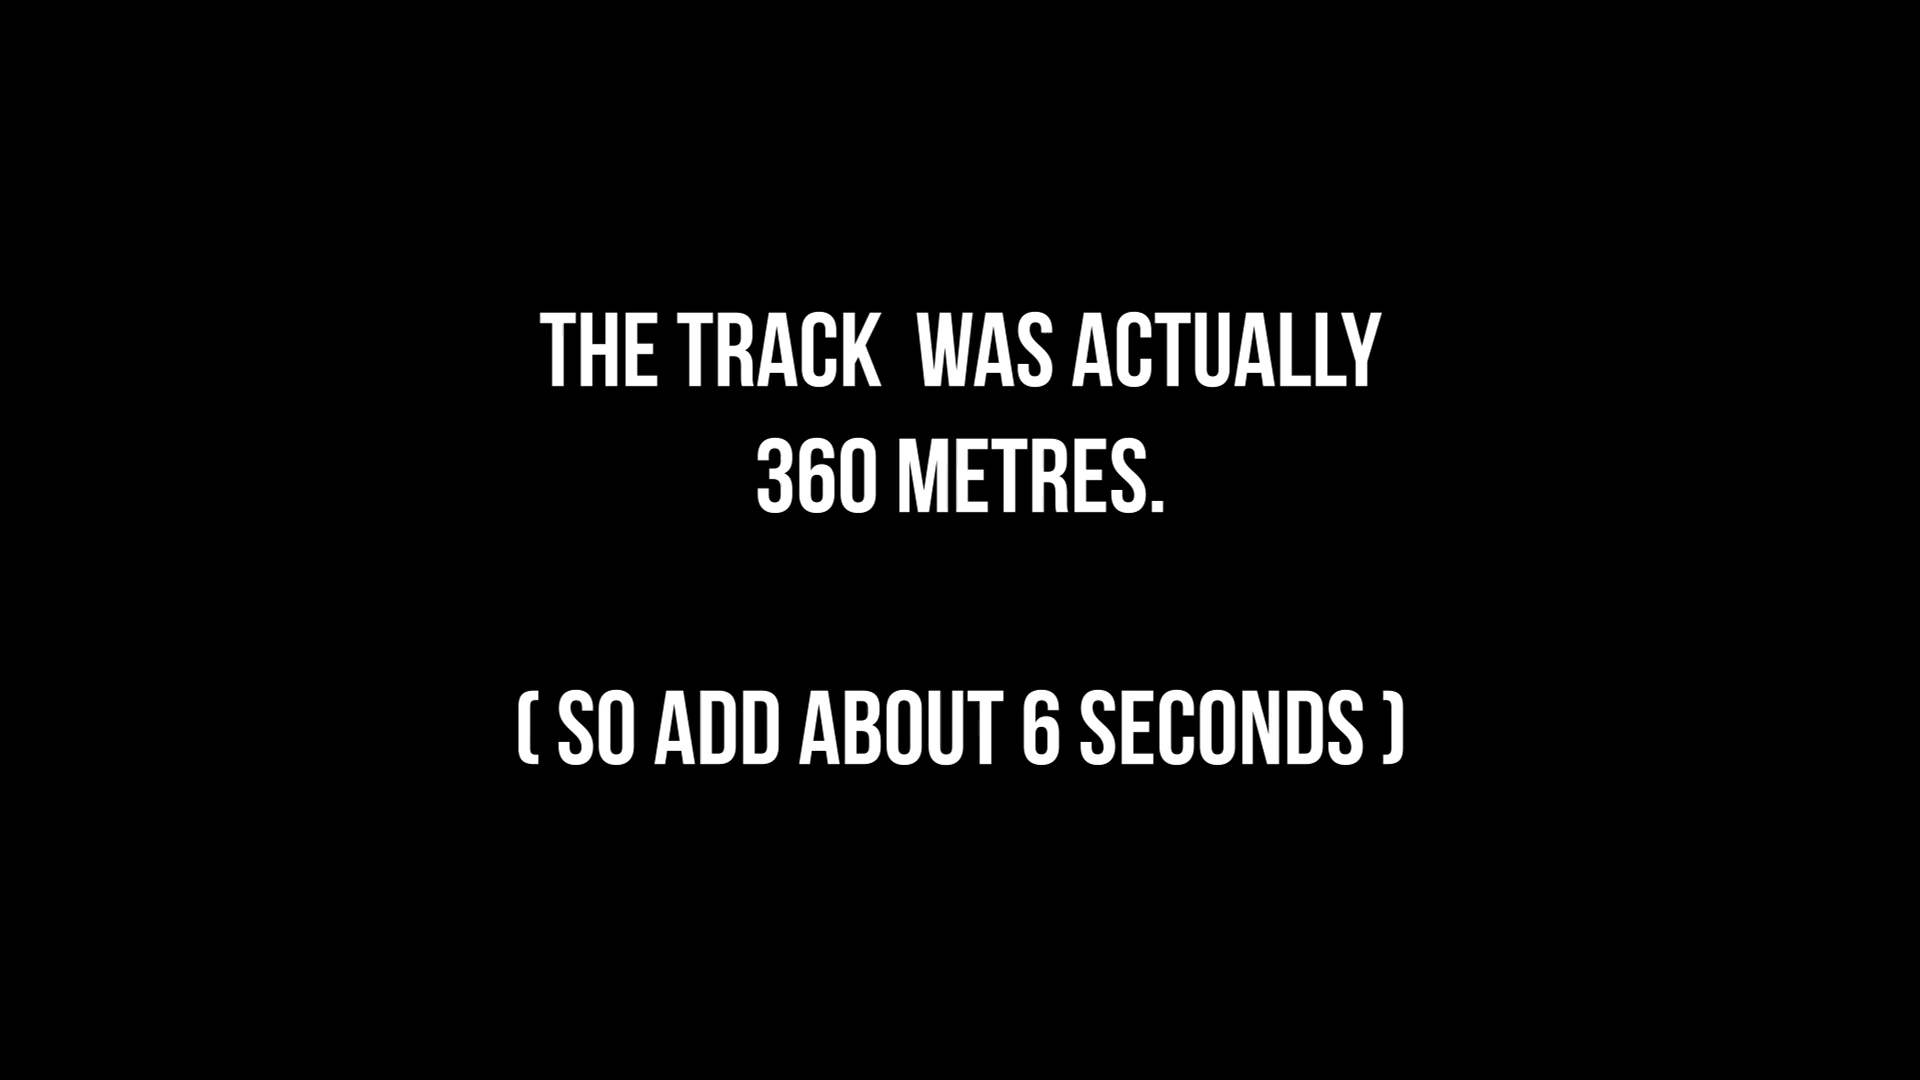 THE TRACK  WAS ACTUALLY
360 METRES.
( SO ADD ABOUT 6 SECONDS )